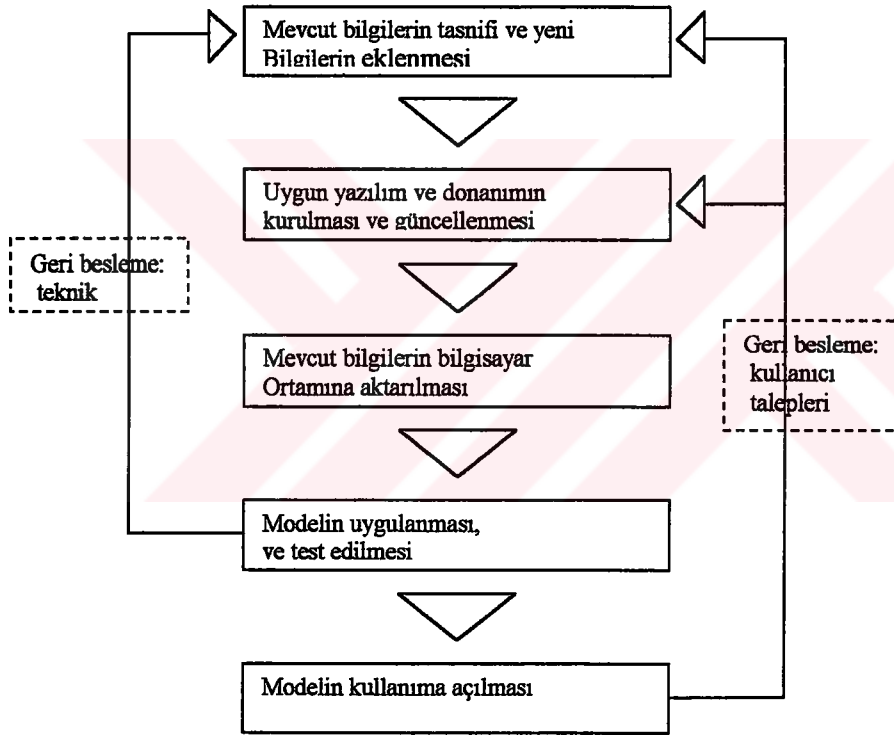 Mevcut bilgilerin tasnifi ve yeni
Bilgilerin eklenmesi
Uygun yazılım ve donanımın
kurulması ve güncellenmesi
Geri besleme:
teknik
Mevcut bilgilerin bilgisayar
Ortamına aktarılması
Geri besleme:
kullanıcı
talepleri
Modelin uygulanması,
ve test edilmesi
Modelin kullanıma açılması